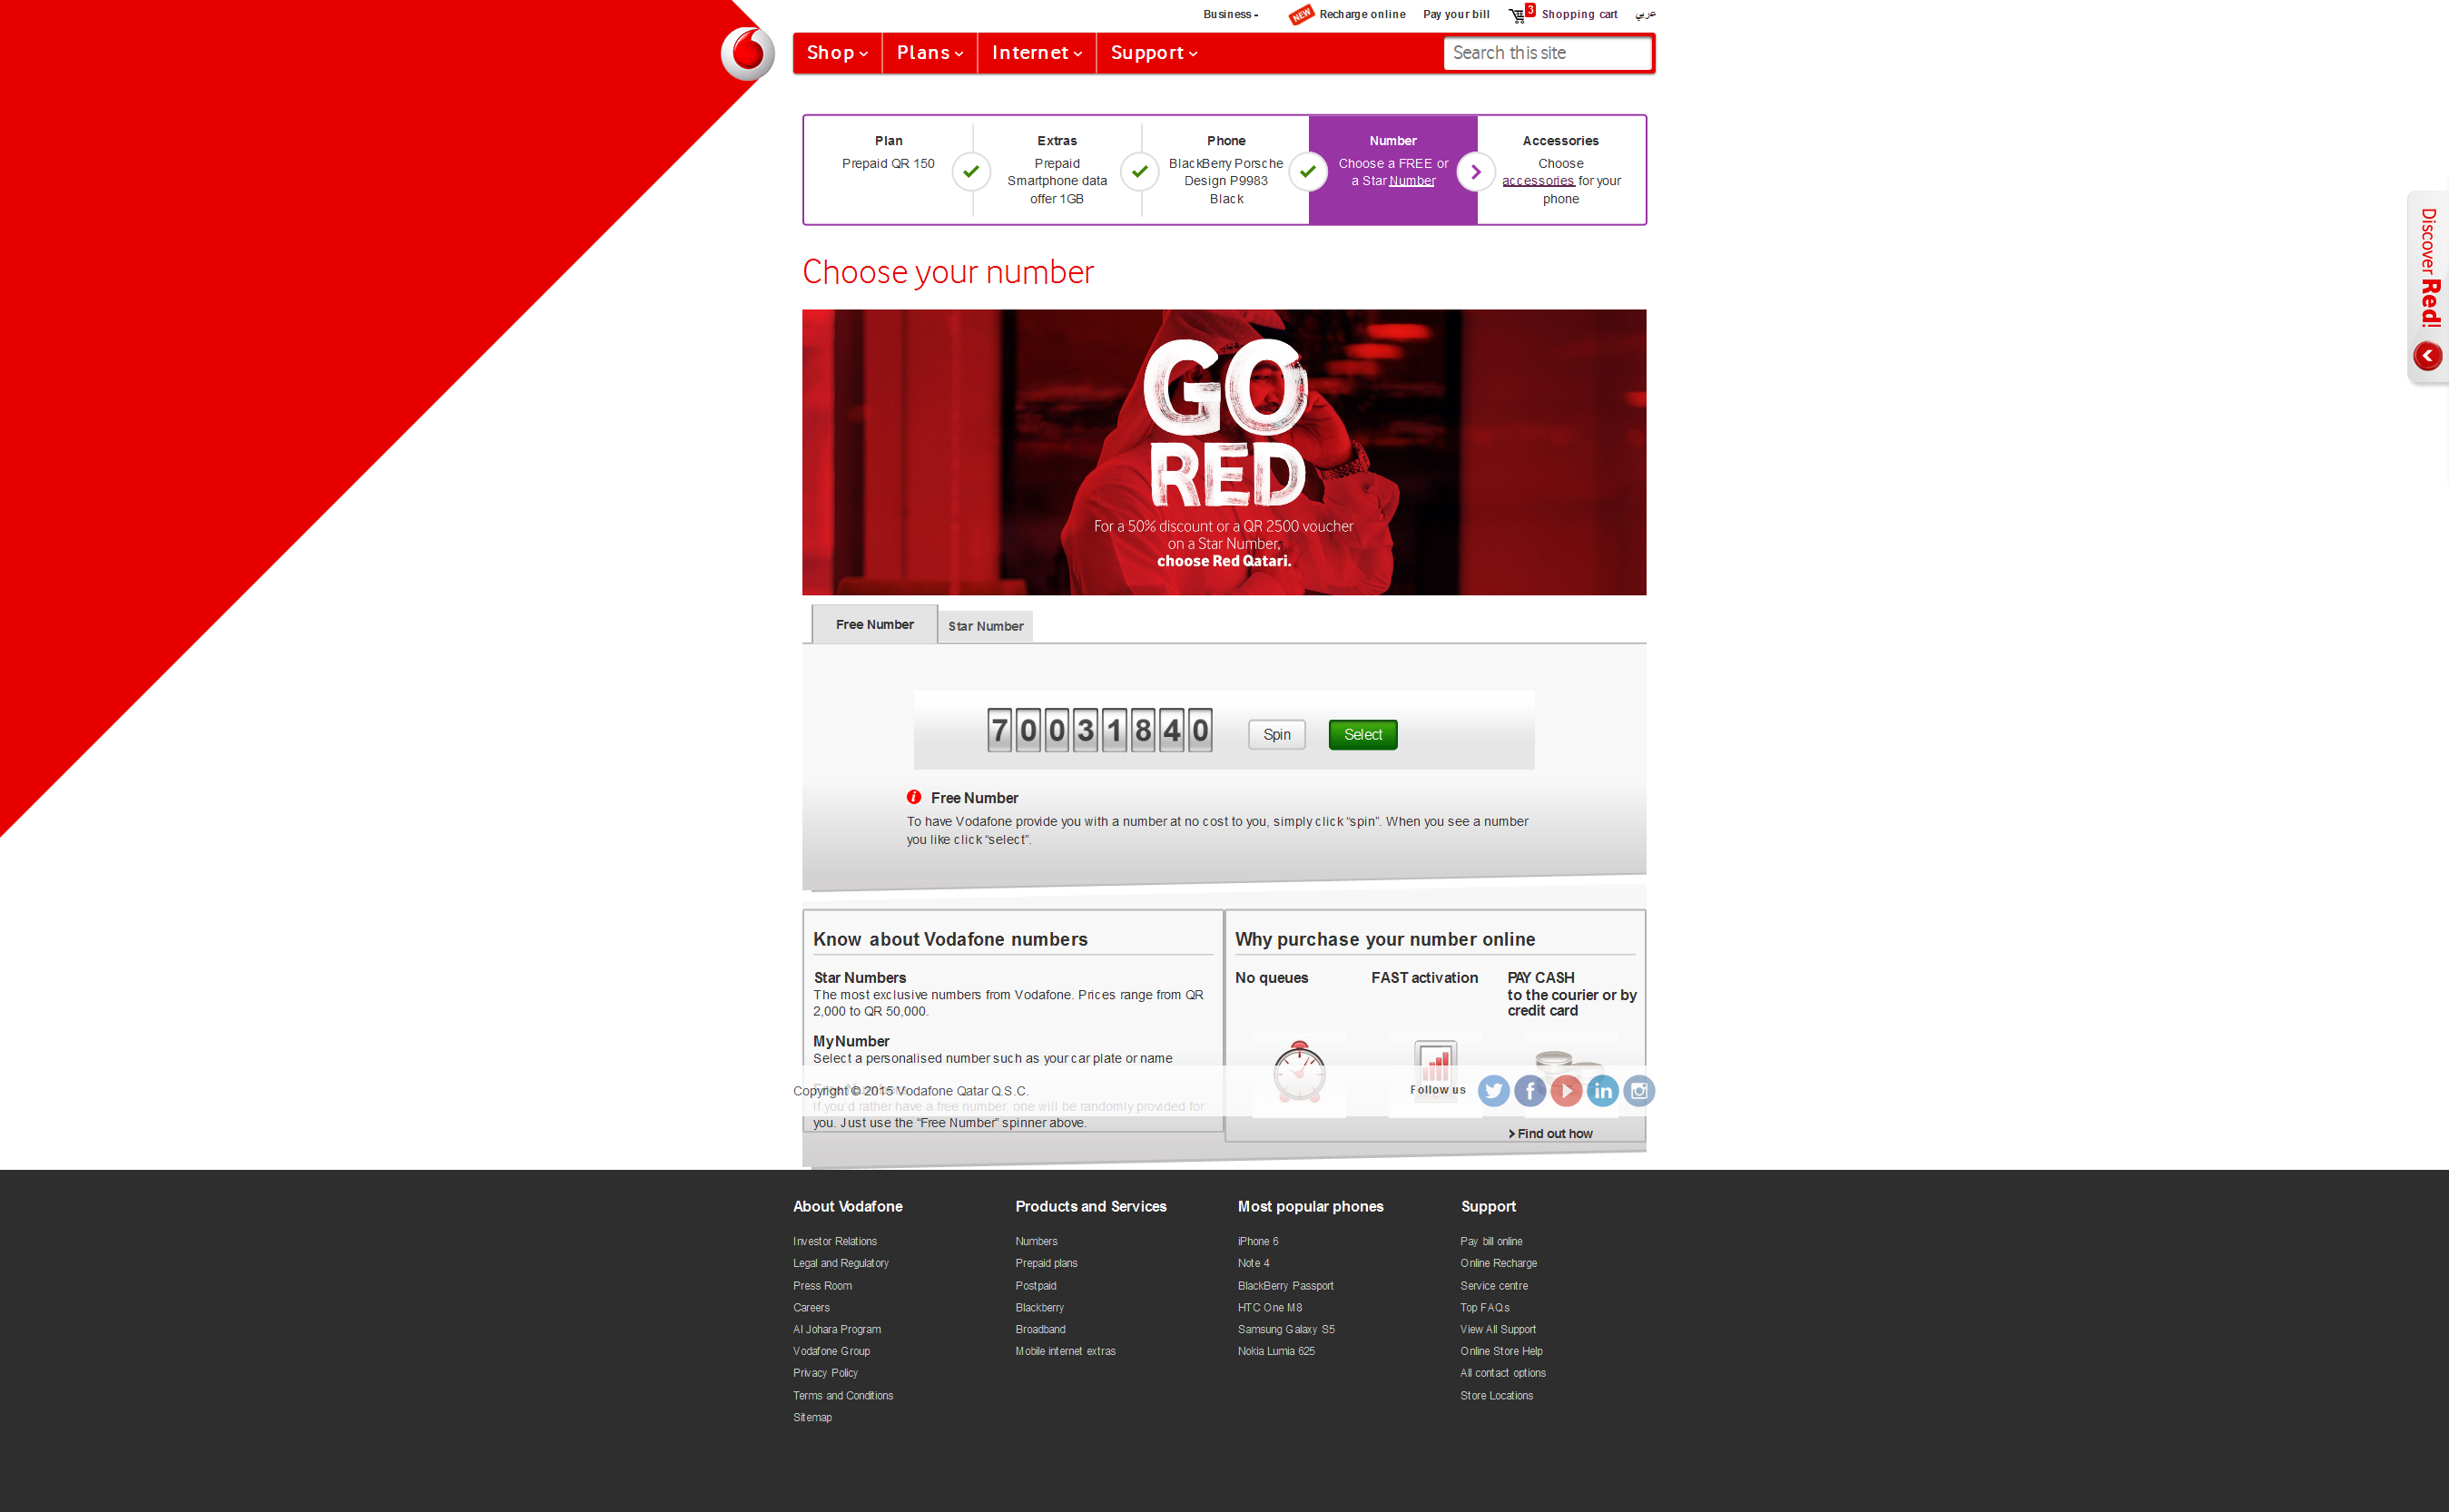 Business
NEW
Recharge online
Pay your bill
3
Shopping cart
عربي
Shop
Plans
Internet
Support
Search this site
Plan
Prepaid QR 150
Extras
Prepaid
Smartphone data
offer 1GB
Phone
BlackBerry Porsche
Design P9983
Black
Number
Choose a FREE or
a Star Number
Accessories
Choose
accessories for your
phone
Discover Red!
Choose your number
GO
RED
For a 50% discount or a QR 2500 voucher
on a Star Number,
choose Red Qatari.
Free Number
Star Number
7 0 0 3 1 8 4 0
Spin
Select
Free Number
To have Vodafone provide you with a number at no cost to you, simply click “spin”. When you see a number
you like click “select”.
Know about Vodafone numbers
Star Numbers
The most exclusive numbers from Vodafone. Prices range from QR
2,000 to QR 50,000.
MyNumber
Select a personalised number such as your car plate or name
If you'd rather have a free number, one will be randomly provided for
you. Just use the “Free Number” spinner above.
Why purchase your number online
No queues
FAST activation
PAY CASH
to the courier or by
credit card
Find out how
Copyright © 2015 Vodafone Qatar Q.S.C.
Follow us
About Vodafone
Investor Relations
Legal and Regulatory
Press Room
Careers
Al Johara Program
Vodafone Group
Privacy Policy
Terms and Conditions
Sitemap
Products and Services
Numbers
Prepaid plans
Postpaid
Blackberry
Broadband
Mobile internet extras
Most popular phones
iPhone 6
Note 4
BlackBerry Passport
HTC One M8
Samsung Galaxy S5
Nokia Lumia 625
Support
Pay bill online
Online Recharge
Service centre
Top FAQs
View All Support
Online Store Help
All contact options
Store Locations